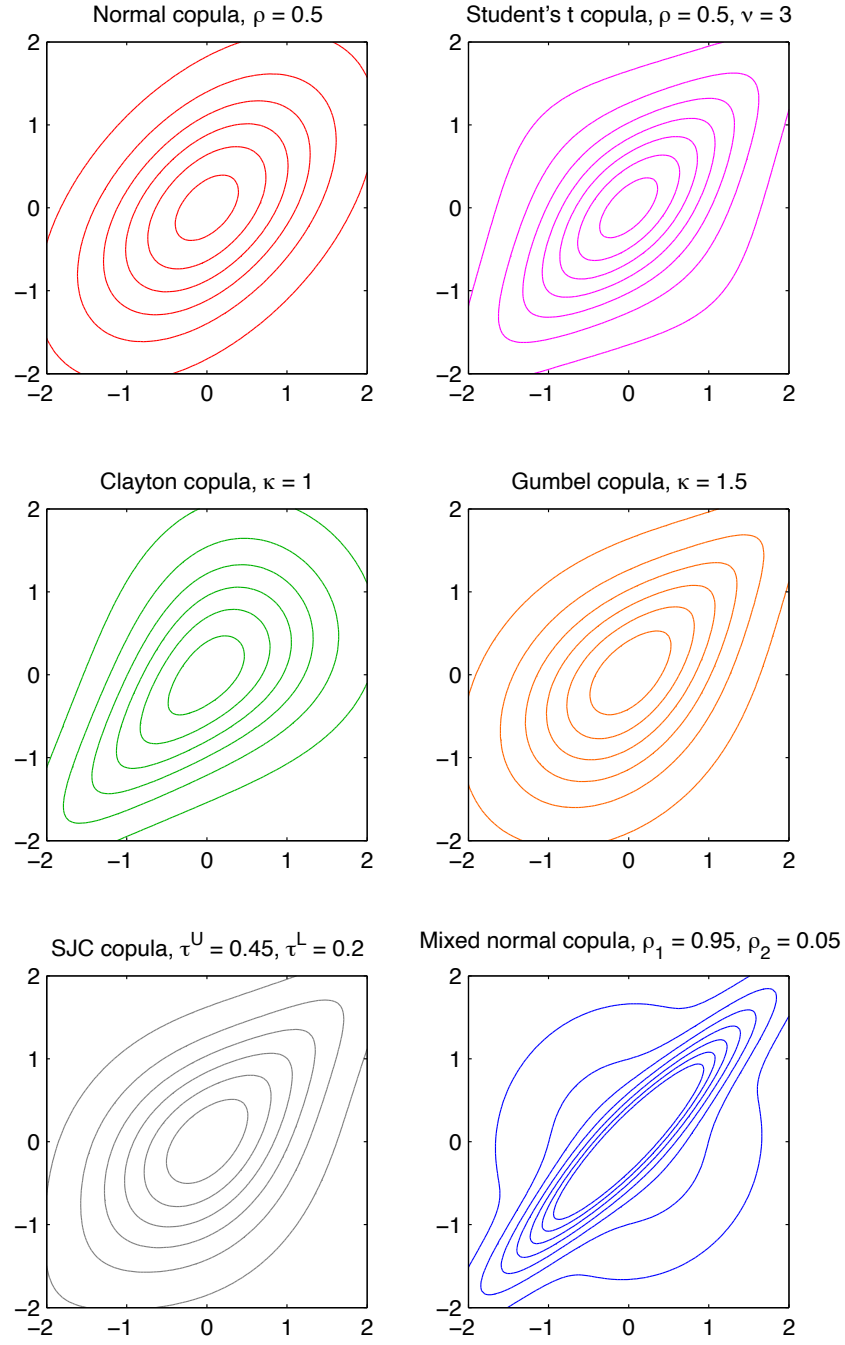 Normal copula, ρ = 0.5
2
1
0
−1
−2
−2 −1 0 1 2
Student's t copula, ρ = 0.5, ν = 3
2
1
0
−1
−2
−2 −1 0 1 2
Clayton copula, κ = 1
2
1
0
−1
−2
−2 −1 0 1 2
Gumbel copula, κ = 1.5
2
1
0
−1
−2
−2 −1 0 1 2
SJC copula, τ^U = 0.45, τ^L = 0.2
2
1
0
−1
−2
−2 −1 0 1 2
Mixed normal copula, ρ_1 = 0.95, ρ_2 = 0.05
2
1
0
−1
−2
−2 −1 0 1 2